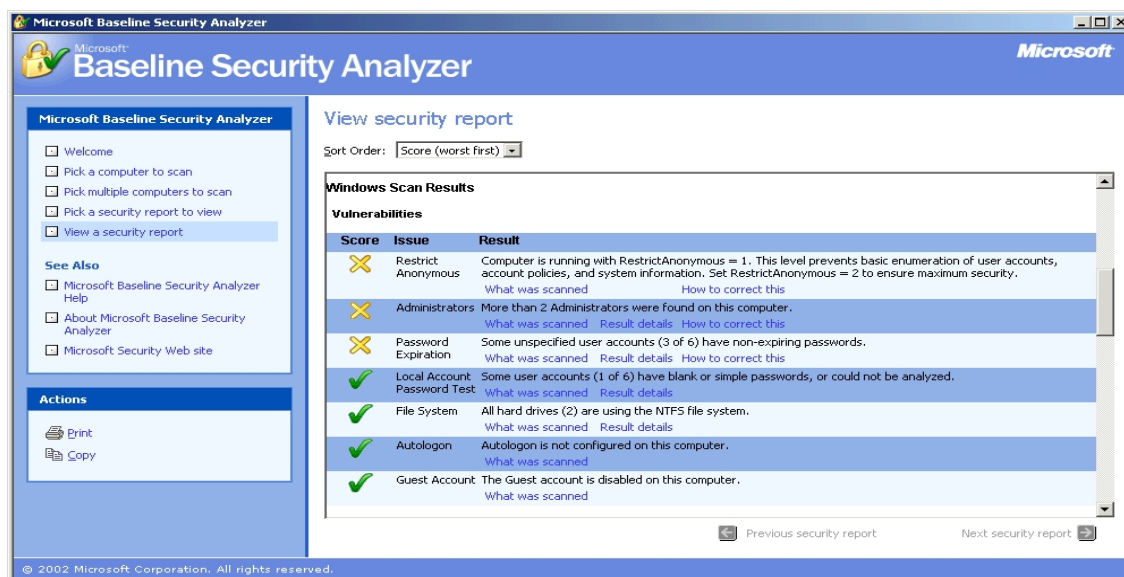 Microsoft Baseline Security Analyzer
Microsoft
Baseline Security Analyzer
Microsoft
Microsoft Baseline Security Analyzer
Welcome
Pick a computer to scan
Pick multiple computers to scan
Pick a security report to view
View a security report
See Also
Microsoft Baseline Security Analyzer
Help
About Microsoft Baseline Security
Analyzer
Microsoft Security Web site
Actions
Print
Copy
View security report
Sort Order: Score (worst first)
Windows Scan Results
Vulnerabilities
Score Issue Result
Restrict Anonymous
Computer is running with RestrictAnonymous = 1. This level prevents basic enumeration of user accounts,
account policies, and system information. Set RestrictAnonymous = 2 to ensure maximum security.
What was scanned How to correct this
Administrators More than 2 Administrators were found on this computer.
What was scanned Result details How to correct this
Password Expiration
Some unspecified user accounts (3 of 6) have non-expiring passwords.
What was scanned Result details How to correct this
Local Account Password Test
Some user accounts (1 of 6) have blank or simple passwords, or could not be analyzed.
What was scanned Result details
File System All hard drives (2) are using the NTFS file system.
What was scanned Result details
Autologon Autologon is not configured on this computer.
What was scanned
Guest Account The Guest account is disabled on this computer.
What was scanned
Previous security report Next security report
© 2002 Microsoft Corporation. All rights reserved.